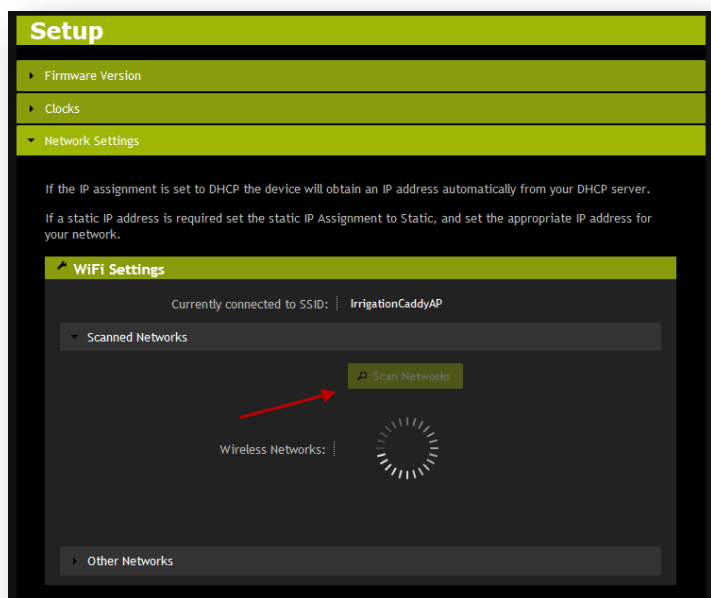 Setup
Firmware Version
Clocks
Network Settings
If the IP assignment is set to DHCP the device will obtain an IP address automatically from your DHCP server.
If a static IP address is required set the static IP Assignment to Static, and set the appropriate IP address for
your network.
WiFi Settings
Currently connected to SSID: IrrigationCaddyAP
Scanned Networks
Scan Networks
Wireless Networks:
Other Networks